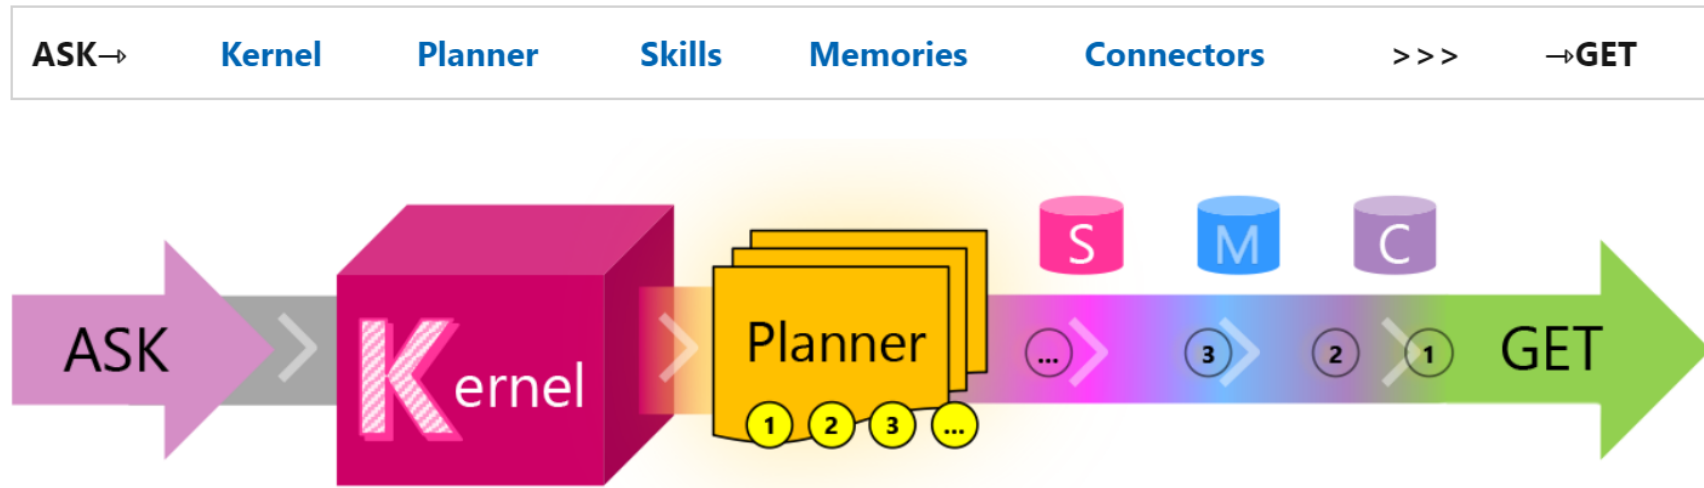 ASK⇾ Kernel Planner Skills Memories Connectors >>> ⇾GET
S M C
ASK Kernel Planner ... 3 2 1 GET
1 2 3 ...